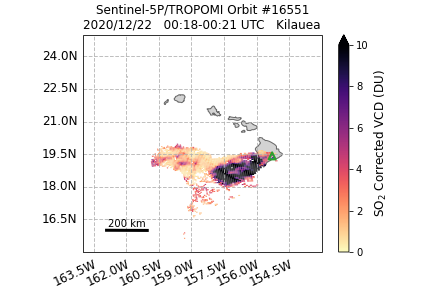 Sentinel-5P/TROPOMI Orbit #16551
2020/12/22 00:18-00:21 UTC Kilauea
24.0N
22.5N
21.0N
19.5N
18.0N
16.5N
200 km
163.5W 162.0W 160.5W 159.0W 157.5W 156.0W 154.5W
10
8
6
4
2
0
SO₂ Corrected VCD (DU)